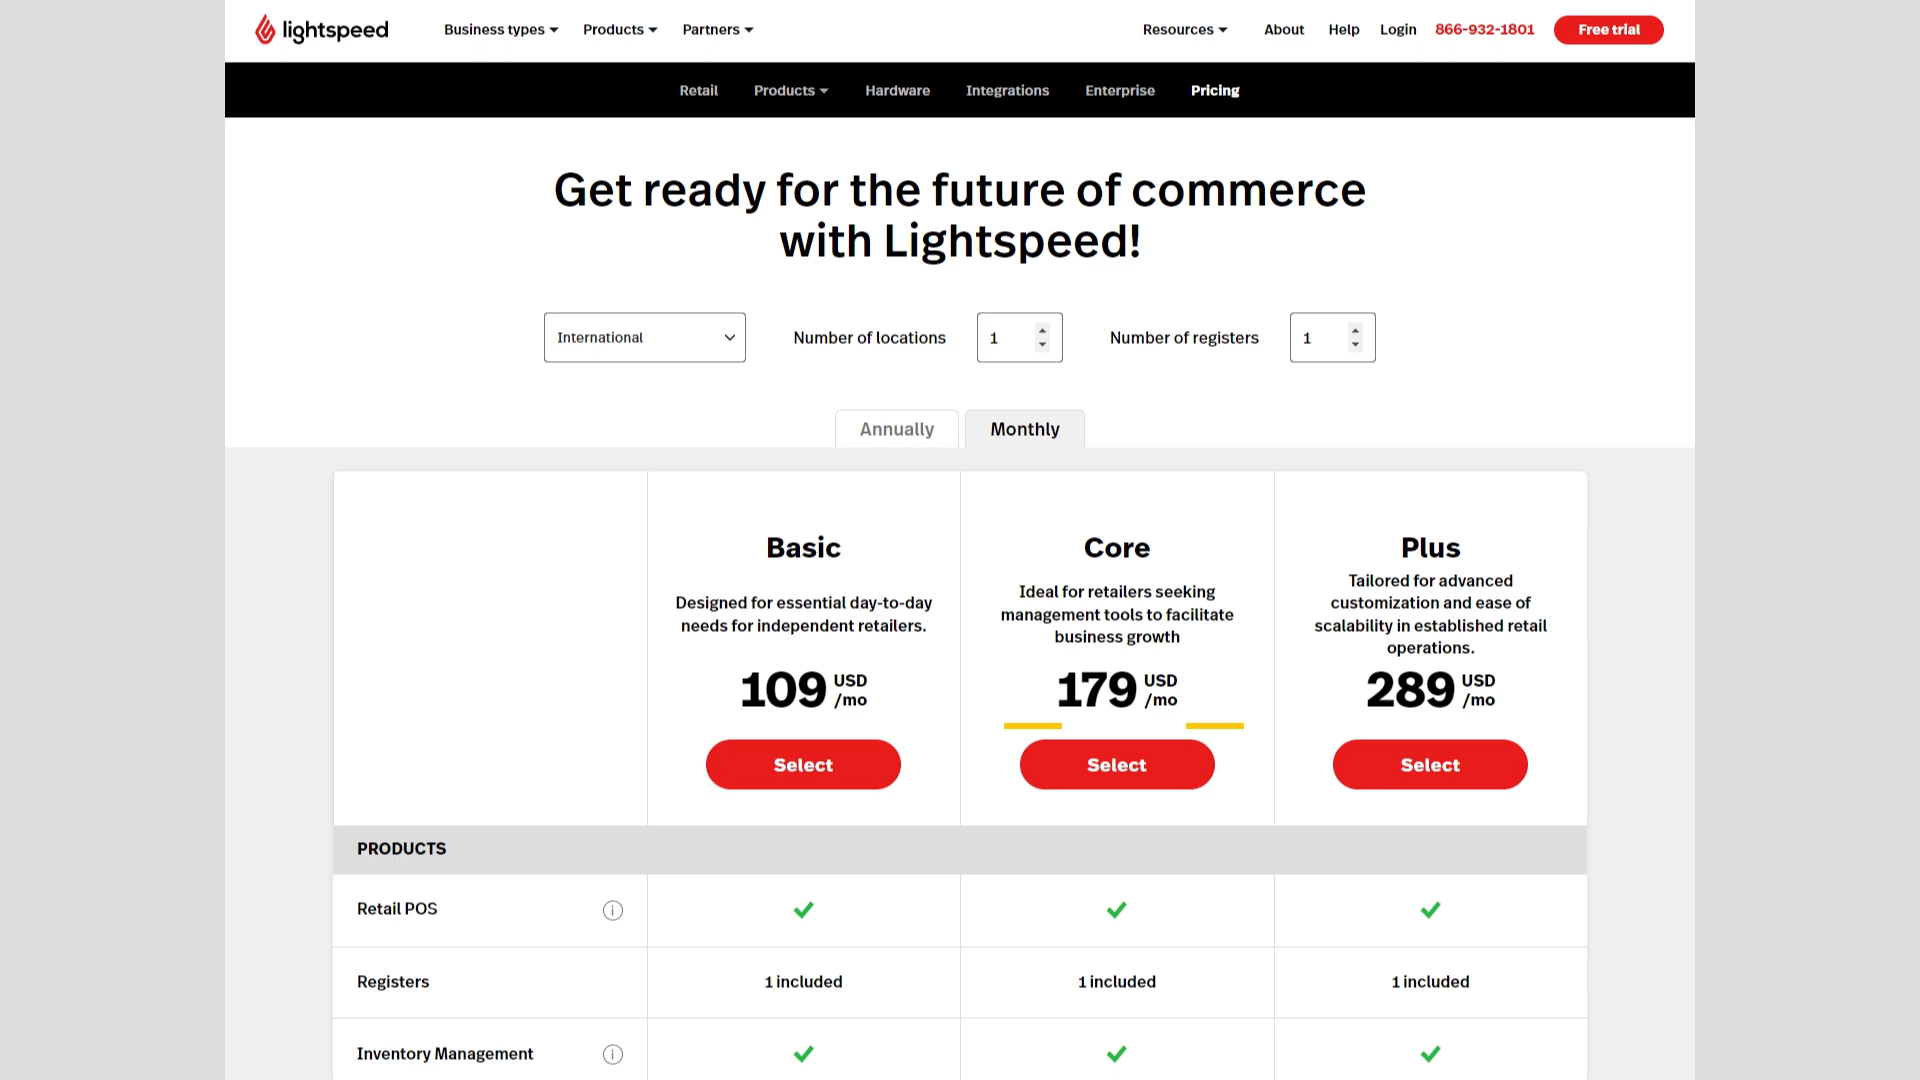 lightspeed
Business types
Products
Partners
Resources
About
Help
Login
866-932-1801
Free trial
Retail
Products
Hardware
Integrations
Enterprise
Pricing
Get ready for the future of commerce
with Lightspeed!
International
Number of locations
1
Number of registers
1
Annually
Monthly
Basic
Designed for essential day-to-day
needs for independent retailers.
109 USD
/mo
Select
Core
Ideal for retailers seeking
management tools to facilitate
business growth
179 USD
/mo
Select
Plus
Tailored for advanced
customization and ease of
scalability in established retail
operations.
289 USD
/mo
Select
PRODUCTS
Retail POS
Registers
1 included
1 included
1 included
Inventory Management